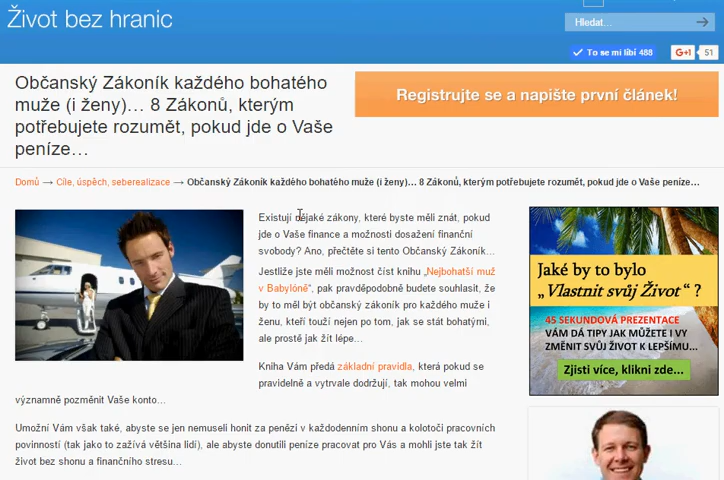 Život bez hranic
Hledat...
To se mi líbí 488
G+1 51
Občanský Zákoník každého bohatého
muže (i ženy)… 8 Zákonů, kterým
potřebujete rozumět, pokud jde o Vaše
peníze…
Registrujte se a napište první článek!
Domů → Cíle, úspěch, seberealizace → Občanský Zákoník každého bohatého muže (i ženy)… 8 Zákonů, kterým potřebujete rozumět, pokud jde o Vaše peníze…
Existují nějaké zákony, které byste měli znát, pokud
jde o Vaše finance a možnosti dosažení finanční
svobody? Ano, přečtěte si tento Občanský Zákoník…
Jestliže jste měli možnost číst knihu „Nejbohatší muž
v Babylóně“, pak pravděpodobně budete souhlasit, že
by to měl být občanský zákoník pro každého muže i
ženu, kteří touží nejen po tom, jak se stát bohatými,
ale prostě jak žít lépe…
Kniha Vám předá základní pravidla, která pokud se
pravidelně a vytrvale dodržují, tak mohou velmi
významně pozměnit Vaše konto…
Umožní Vám však také, abyste se jen nemuseli honit za penězi v každodenním shonu a kolotoči pracovních
povinností (tak jako to zažívá většina lidí), ale abyste donutili peníze pracovat pro Vás a mohli jste tak žít
život bez shonu a finančního stresu…
Jaké by to bylo
„Vlastnit svůj Život“ ?
45 SEKUNDOVÁ PREZENTACE
VÁM DÁ TIPY JAK MŮŽETE I VY
ZMĚNIT SVŮJ ŽIVOT K LEPŠÍMU...
Zjisti více, klikni zde...